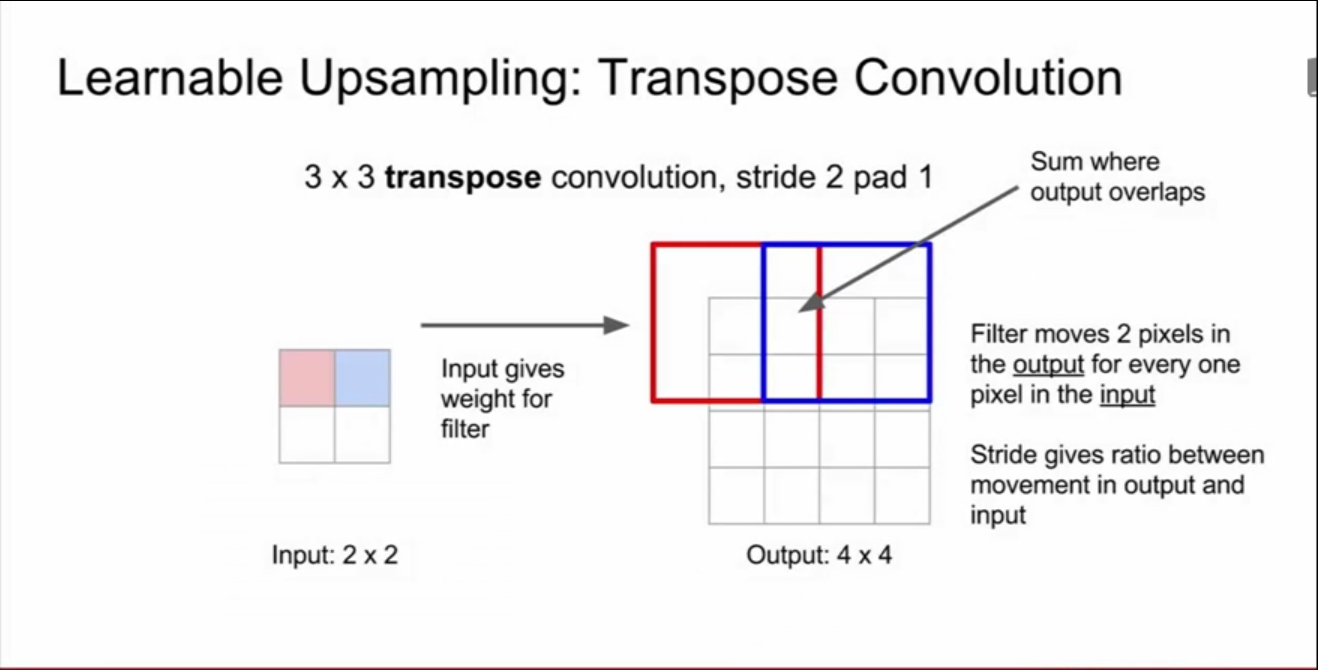 Learnable Upsampling: Transpose Convolution
3 x 3 transpose convolution, stride 2 pad 1
Sum where
output overlaps
Input gives
weight for
filter
Filter moves 2 pixels in
the output for every one
pixel in the input
Stride gives ratio between
movement in output and
input
Input: 2 x 2
Output: 4 x 4